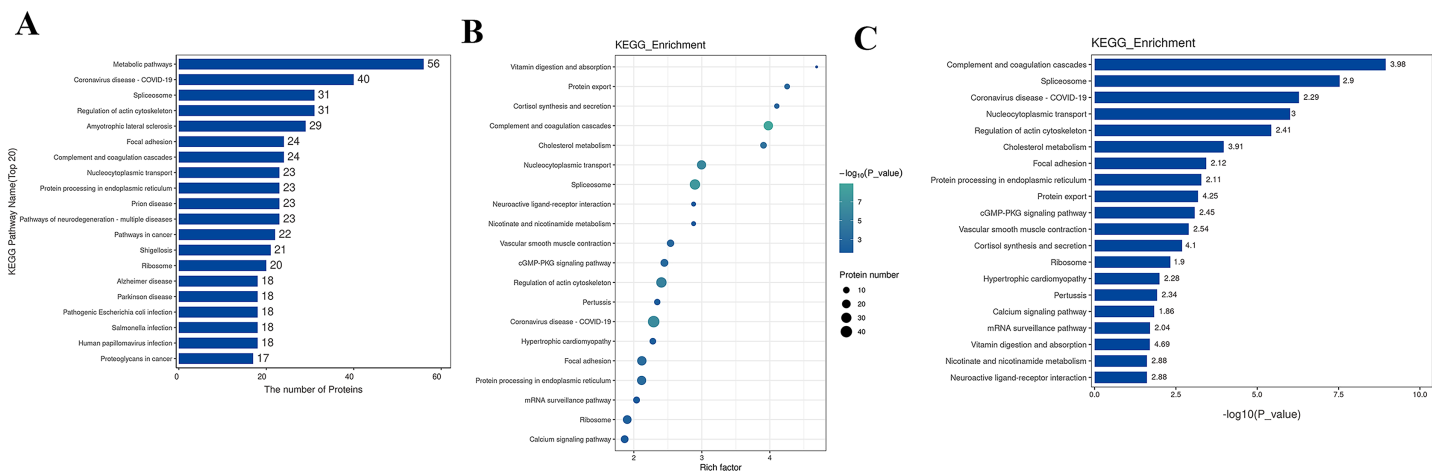 A
KEGG Pathway Name(Top 20)
Metabolic pathways 56
Coronavirus disease - COVID-19 40
Spliceosome 31
Regulation of actin cytoskeleton 31
Amyotrophic lateral sclerosis 29
Focal adhesion 24
Complement and coagulation cascades 24
Nucleocytoplasmic transport 23
Protein processing in endoplasmic reticulum 23
Prion disease 23
Pathways of neurodegeneration - multiple diseases 23
Pathways in cancer 22
Shigellosis 21
Ribosome 20
Alzheimer disease 18
Parkinson disease 18
Pathogenic Escherichia coli infection 18
Salmonella infection 18
Human papillomavirus infection 18
Proteoglycans in cancer 17
0 20 40 60
The number of Proteins
B
KEGG_Enrichment
Vitamin digestion and absorption
Protein export
Cortisol synthesis and secretion
Complement and coagulation cascades
Cholesterol metabolism
Nucleocytoplasmic transport
Spliceosome
Neuroactive ligand-receptor interaction
Nicotinate and nicotinamide metabolism
Vascular smooth muscle contraction
cGMP-PKG signaling pathway
Regulation of actin cytoskeleton
Pertussis
Coronavirus disease - COVID-19
Hypertrophic cardiomyopathy
Focal adhesion
Protein processing in endoplasmic reticulum
mRNA surveillance pathway
Ribosome
Calcium signaling pathway
2 3 4
Rich factor
−log10(P_value)
7
5
3
Protein number
10
20
30
40
C
KEGG_Enrichment
Complement and coagulation cascades 3.98
Spliceosome 2.9
Coronavirus disease - COVID-19 2.29
Nucleocytoplasmic transport 3
Regulation of actin cytoskeleton 2.41
Cholesterol metabolism 3.91
Focal adhesion 2.12
Protein processing in endoplasmic reticulum 2.11
Protein export 4.25
cGMP-PKG signaling pathway 2.45
Vascular smooth muscle contraction 2.54
Cortisol synthesis and secretion 4.1
Ribosome 1.9
Hypertrophic cardiomyopathy 2.28
Pertussis 2.34
Calcium signaling pathway 1.86
mRNA surveillance pathway 2.04
Vitamin digestion and absorption 4.69
Nicotinate and nicotinamide metabolism 2.88
Neuroactive ligand-receptor interaction 2.88
0.0 2.5 5.0 7.5 10.0
-log10(P_value)